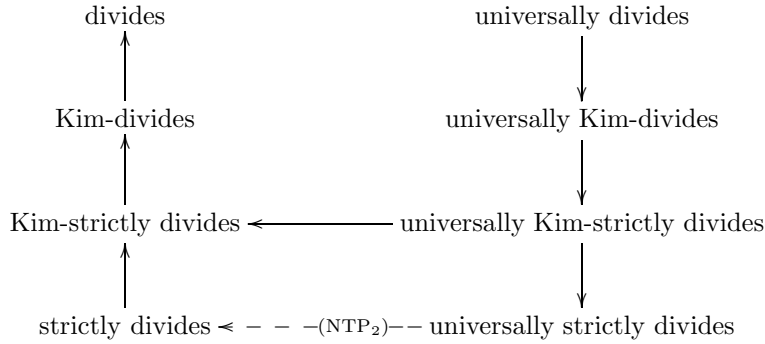 divides universally divides
Kim-divides universally Kim-divides
Kim-strictly divides universally Kim-strictly divides
strictly divides (NTP₂) universally strictly divides